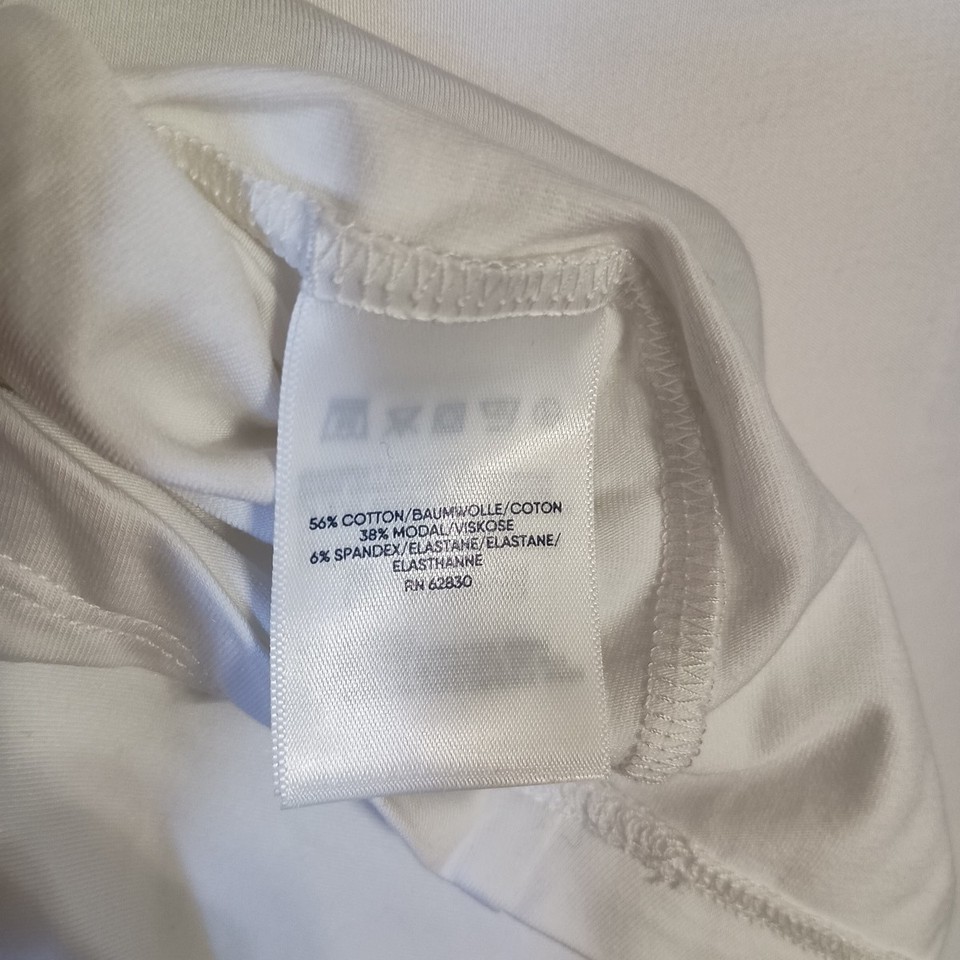 56% COTTON/BAUMWOLLE/COTON
38% MODAL/VISKOSE
6% SPANDEX/ELASTANE/ELASTANE/
ELASTHANNE
RN 62830